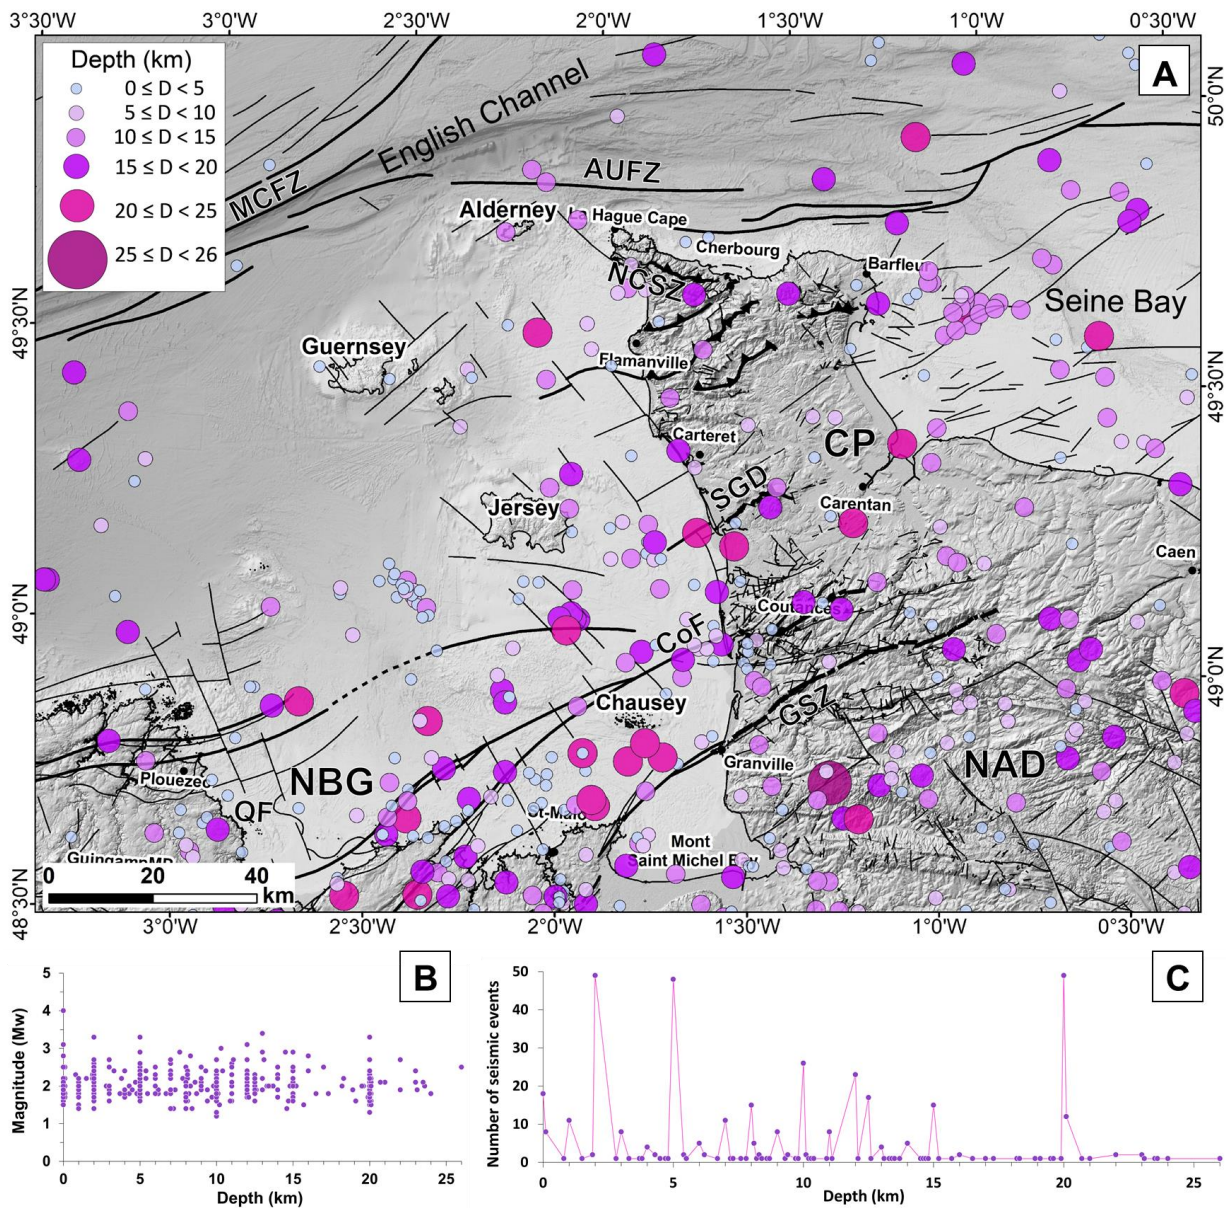 3°30'W 3°0'W 2°30'W 2°0'W 1°30'W 1°0'W 0°30'W
A
Depth (km)
0 ≤ D < 5
5 ≤ D < 10
10 ≤ D < 15
15 ≤ D < 20
20 ≤ D < 25
25 ≤ D < 26
English Channel
50°0'N
MCFZ
AUFZ
Alderney
La Hague Cape
Cherbourg
Barfleur
NCSZ
Seine Bay
49°30'N
Guernsey
Flamanville
49°30'N
Carteret
CP
SGD
Jersey
Carentan
Caen
49°0'N
Coutances
CoF
49°0'N
Chausey
GSZ
Granville
NAD
Plouezec
NBG
QF
St-Malo
Mont
Saint Michel Bay
GuingampMD
0 20 40 km
48°30'N
3°0'W 2°30'W 2°0'W 1°30'W 1°0'W 0°30'W
B
Magnitude (Mw)
5
4
3
2
1
0
0 5 10 15 20 25
Depth (km)
C
Number of seismic events
50
40
30
20
10
0
0 5 10 15 20 26
Depth (km)